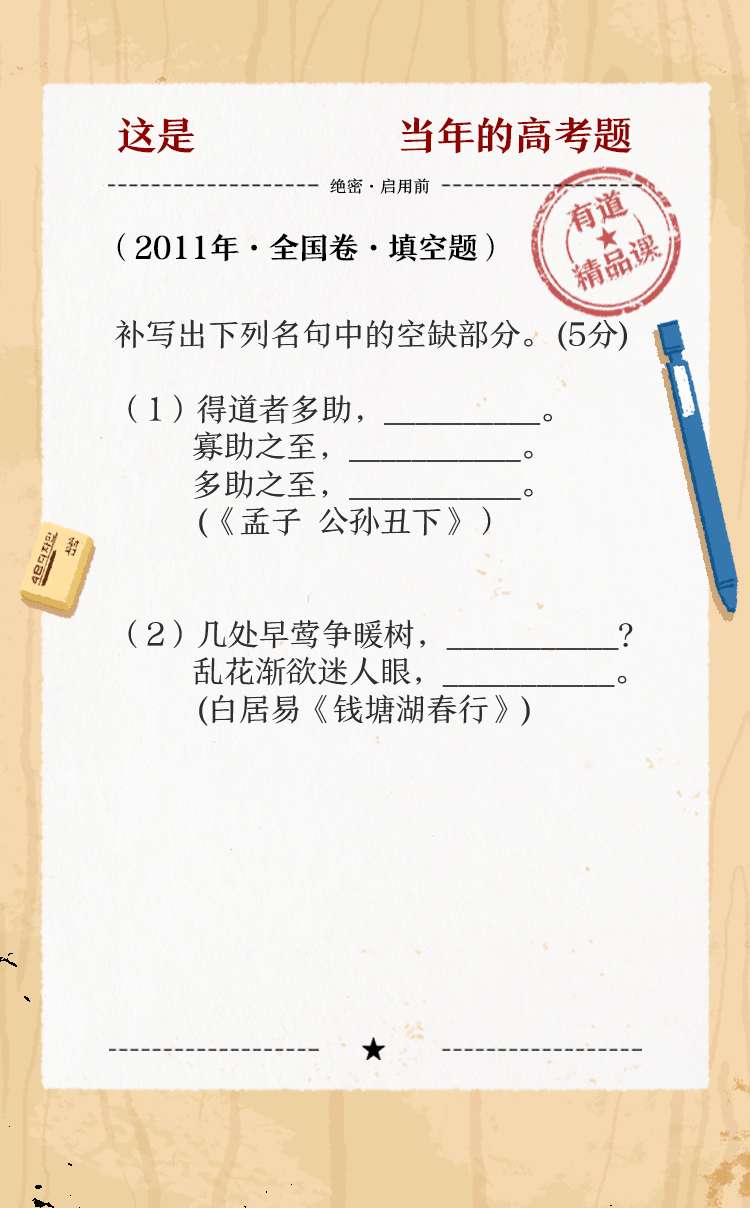 这是 当年的高考题
绝密·启用前
有道
精品课
（2011年·全国卷·填空题）
补写出下列名句中的空缺部分。(5分)
（1）得道者多助，__________。
寡助之至，___________。
多助之至，___________。
(《孟子 公孙丑下》）
（2）几处早莺争暖树，___________?
乱花渐欲迷人眼，___________。
(白居易《钱塘湖春行》)